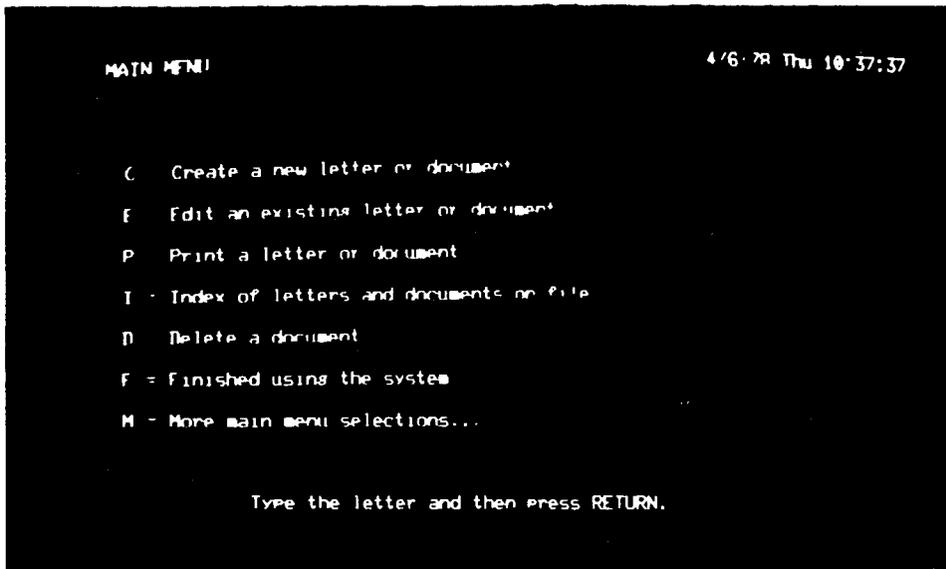 MAIN MENU
4/6/78 Thu 10:37:37
C Create a new letter or document
E Edit an existing letter or document
P Print a letter or document
I - Index of letters and documents on file
D Delete a document
F = Finished using the system
M - More main menu selections...
Type the letter and then press RETURN.